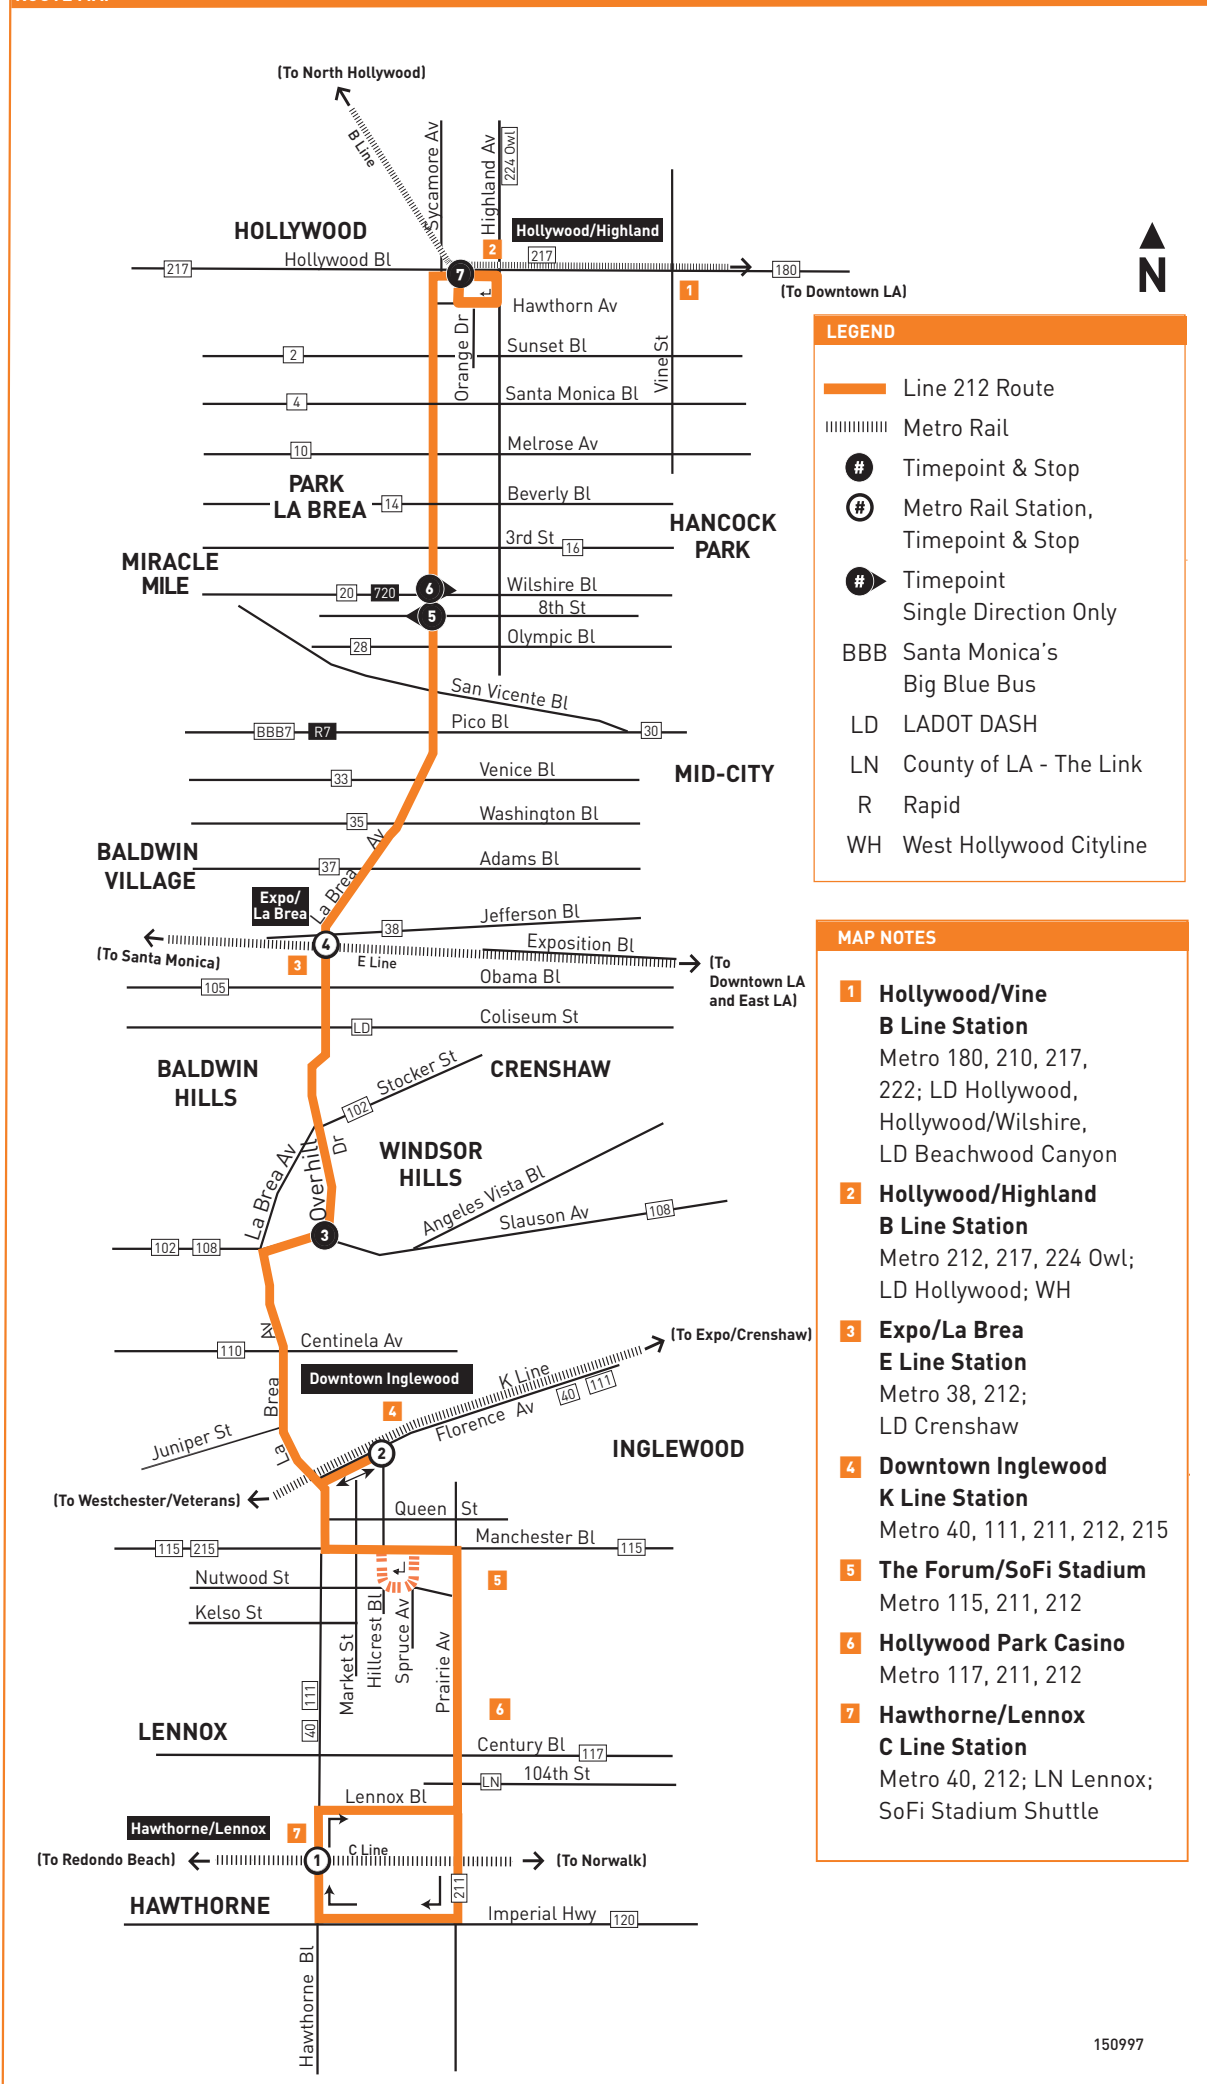 (To North Hollywood)
B Line
Sycamore Av
Highland Av
224 Owl
HOLLYWOOD
Hollywood/Highland
2
217
Hollywood Bl
217
7
180
(To Downtown LA)
1
N
Hawthorn Av
Orange Dr
Vine St
2
Sunset Bl
4
Santa Monica Bl
10
Melrose Av
PARK
LA BREA
14
Beverly Bl
HANCOCK
PARK
3rd St
16
MIRACLE
MILE
20
720
6
Wilshire Bl
5
8th St
28
Olympic Bl
San Vicente Bl
BBB7
R7
Pico Bl
30
33
Venice Bl
MID-CITY
35
Washington Bl
La Brea Av
BALDWIN
VILLAGE
37
Adams Bl
Expo/
La Brea
38
Jefferson Bl
4
Exposition Bl
(To Santa Monica)
3
E Line
(To
Downtown LA
and East LA)
105
Obama Bl
LD
Coliseum St
BALDWIN
HILLS
CRENSHAW
102
Stocker St
Overhill
Dr
La Brea Av
WINDSOR
HILLS
Angeles Vista Bl
Slauson Av
108
102
108
3
La Brea Av
110
Centinela Av
(To Expo/Crenshaw)
Downtown Inglewood
K Line
40
111
4
Florence Av
Juniper St
2
INGLEWOOD
(To Westchester/Veterans)
Queen St
115
215
Manchester Bl
115
Nutwood St
5
Kelso St
Market St
Hillcrest Bl
Spruce Av
Prairie Av
111
40
6
LENNOX
Century Bl
117
LN
104th St
Lennox Bl
Hawthorne/Lennox
7
(To Redondo Beach)
1
C Line
(To Norwalk)
211
HAWTHORNE
Imperial Hwy
120
Hawthorne Bl
LEGEND
Line 212 Route
Metro Rail
# Timepoint & Stop
# Metro Rail Station,
Timepoint & Stop
# Timepoint
Single Direction Only
BBB Santa Monica's
Big Blue Bus
LD LADOT DASH
LN County of LA - The Link
R Rapid
WH West Hollywood Cityline
MAP NOTES
1 Hollywood/Vine
B Line Station
Metro 180, 210, 217,
222; LD Hollywood,
Hollywood/Wilshire,
LD Beachwood Canyon
2 Hollywood/Highland
B Line Station
Metro 212, 217, 224 Owl;
LD Hollywood; WH
3 Expo/La Brea
E Line Station
Metro 38, 212;
LD Crenshaw
4 Downtown Inglewood
K Line Station
Metro 40, 111, 211, 212, 215
5 The Forum/SoFi Stadium
Metro 115, 211, 212
6 Hollywood Park Casino
Metro 117, 211, 212
7 Hawthorne/Lennox
C Line Station
Metro 40, 212; LN Lennox;
SoFi Stadium Shuttle
150997